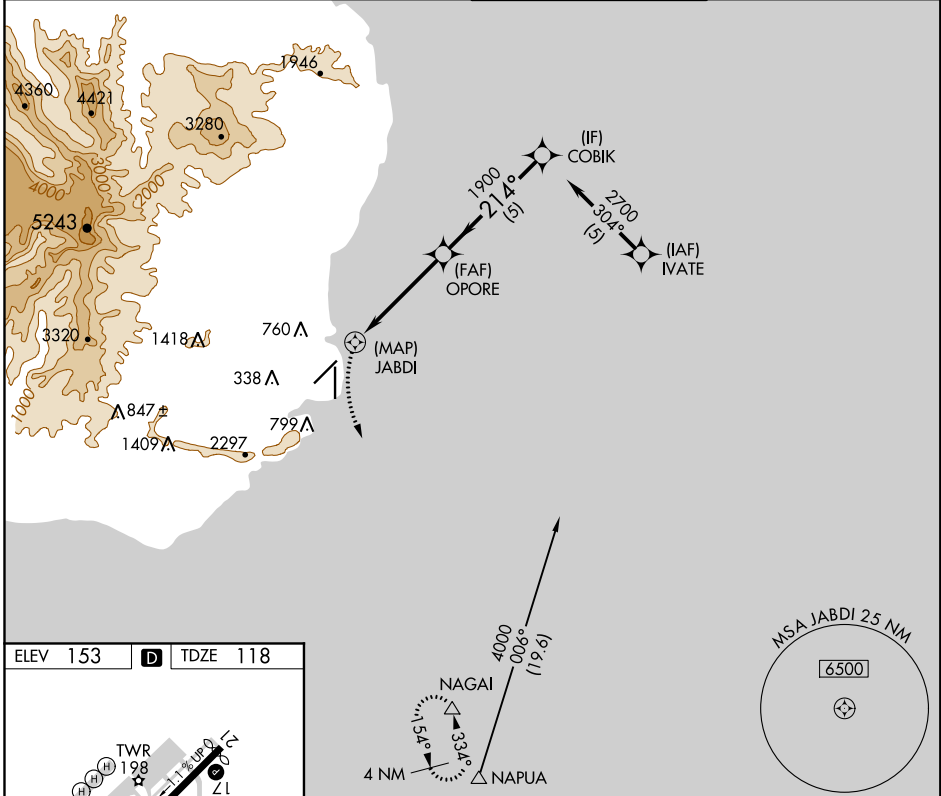 1946
4360
4421
3280
3000
4000
2000
5243
3320
1000
1418
760
338
847±
799
1409
2297
(IF)
COBIK
1900
214°
(5)
2700
304°
(5)
(IAF)
IVATE
(FAF)
OPORE
(MAP)
JABDI
4000
006°
(19.6)
NAGAI
154°
334°
4 NM
NAPUA
MSA JABDI 25 NM
6500
ELEV 153 D TDZE 118
TWR
198
H
H
H
1.1% UP
21
P
17